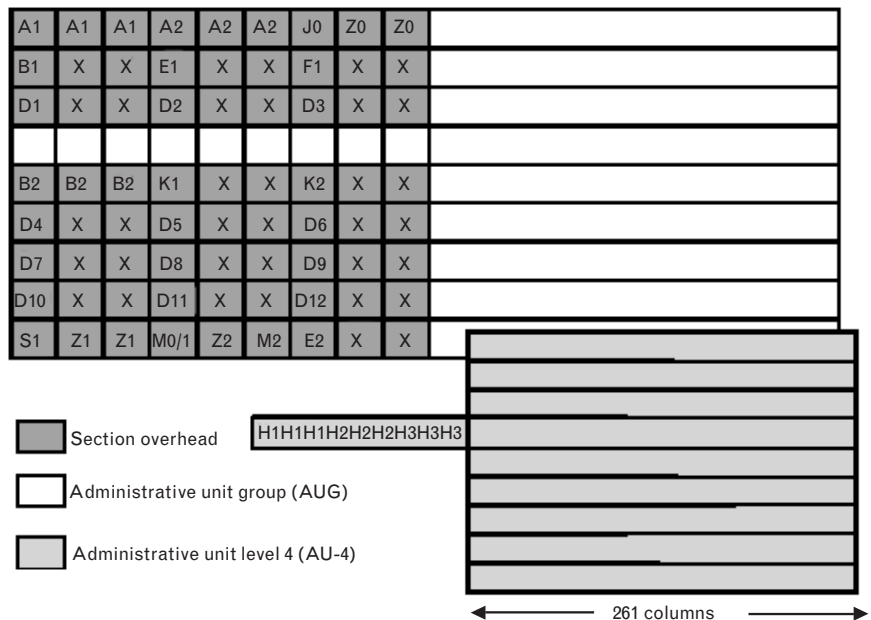 A1 A1 A1 A2 A2 A2 J0 Z0 Z0
B1 X X E1 X X F1 X X
D1 X X D2 X X D3 X X
B2 B2 B2 K1 X X K2 X X
D4 X X D5 X X D6 X X
D7 X X D8 X X D9 X X
D10 X X D11 X X D12 X X
S1 Z1 Z1 M0/1 Z2 M2 E2 X X
H1H1H1H2H2H2H3H3H3
Section overhead
Administrative unit group (AUG)
Administrative unit level 4 (AU-4)
261 columns